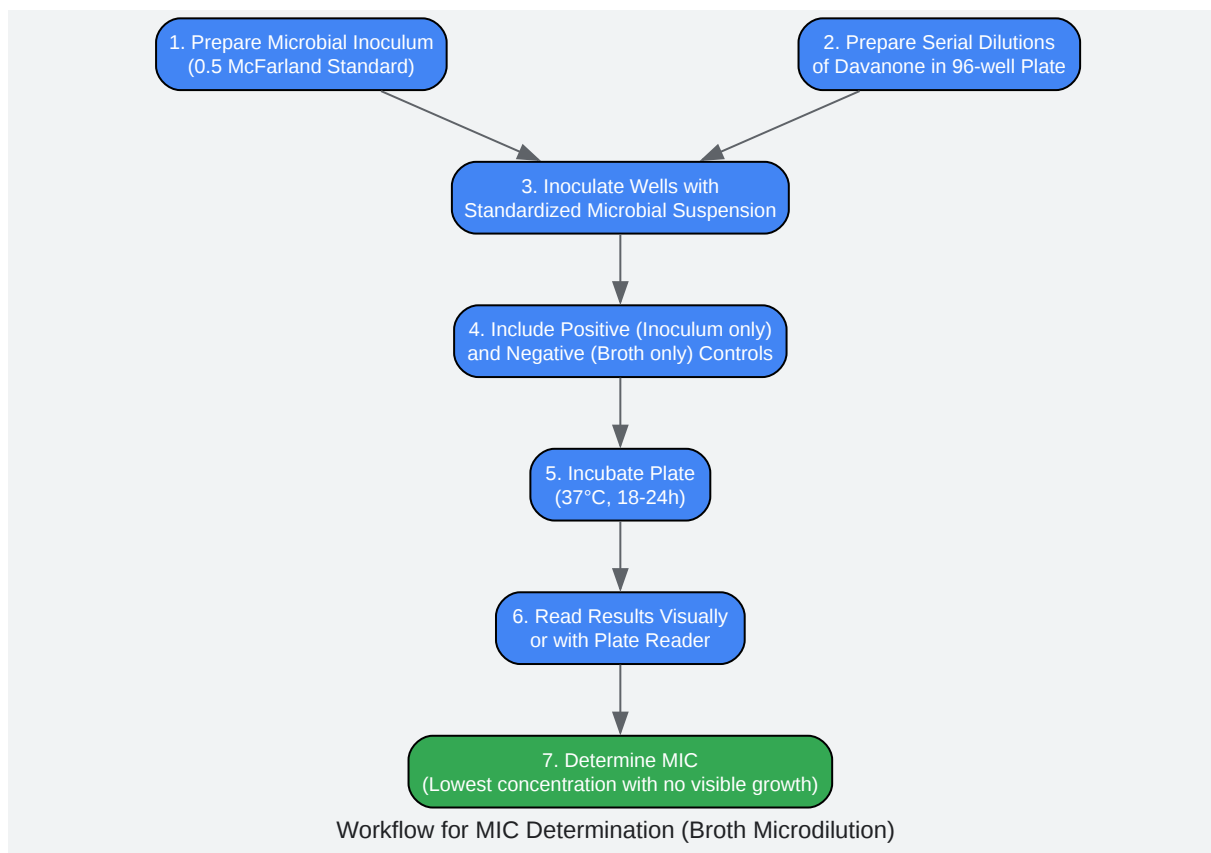 1. Prepare Microbial Inoculum
(0.5 McFarland Standard)
2. Prepare Serial Dilutions
of Davanone in 96-well Plate
3. Inoculate Wells with
Standardized Microbial Suspension
4. Include Positive (Inoculum only)
and Negative (Broth only) Controls
5. Incubate Plate
(37°C, 18-24h)
6. Read Results Visually
or with Plate Reader
7. Determine MIC
(Lowest concentration with no visible growth)
Workflow for MIC Determination (Broth Microdilution)